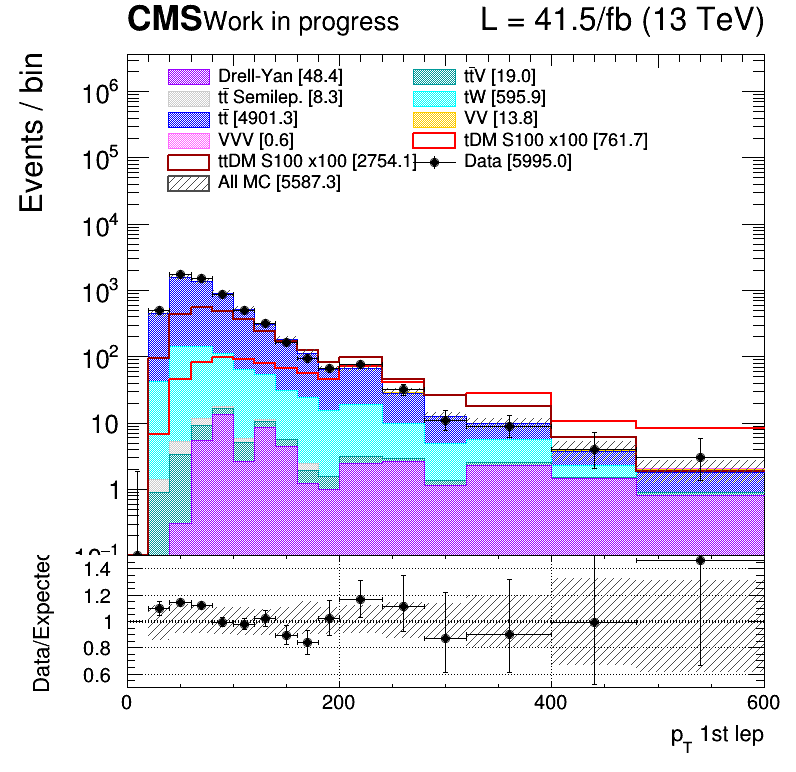 CMS Work in progress L = 41.5/fb (13 TeV)
Events / bin
Drell-Yan [48.4] tt̄V [19.0]
tt̄ Semilep. [8.3] tW [595.9]
tt̄ [4901.3] VV [13.8]
VVV [0.6] tDM S100 x100 [761.7]
ttDM S100 x100 [2754.1] Data [5995.0]
All MC [5587.3]
10⁶
10⁵
10⁴
10³
10²
10
1
10⁻¹
Data/Expected
1.4
1.2
1
0.8
0.6
0 200 400 600
p_T 1st lep